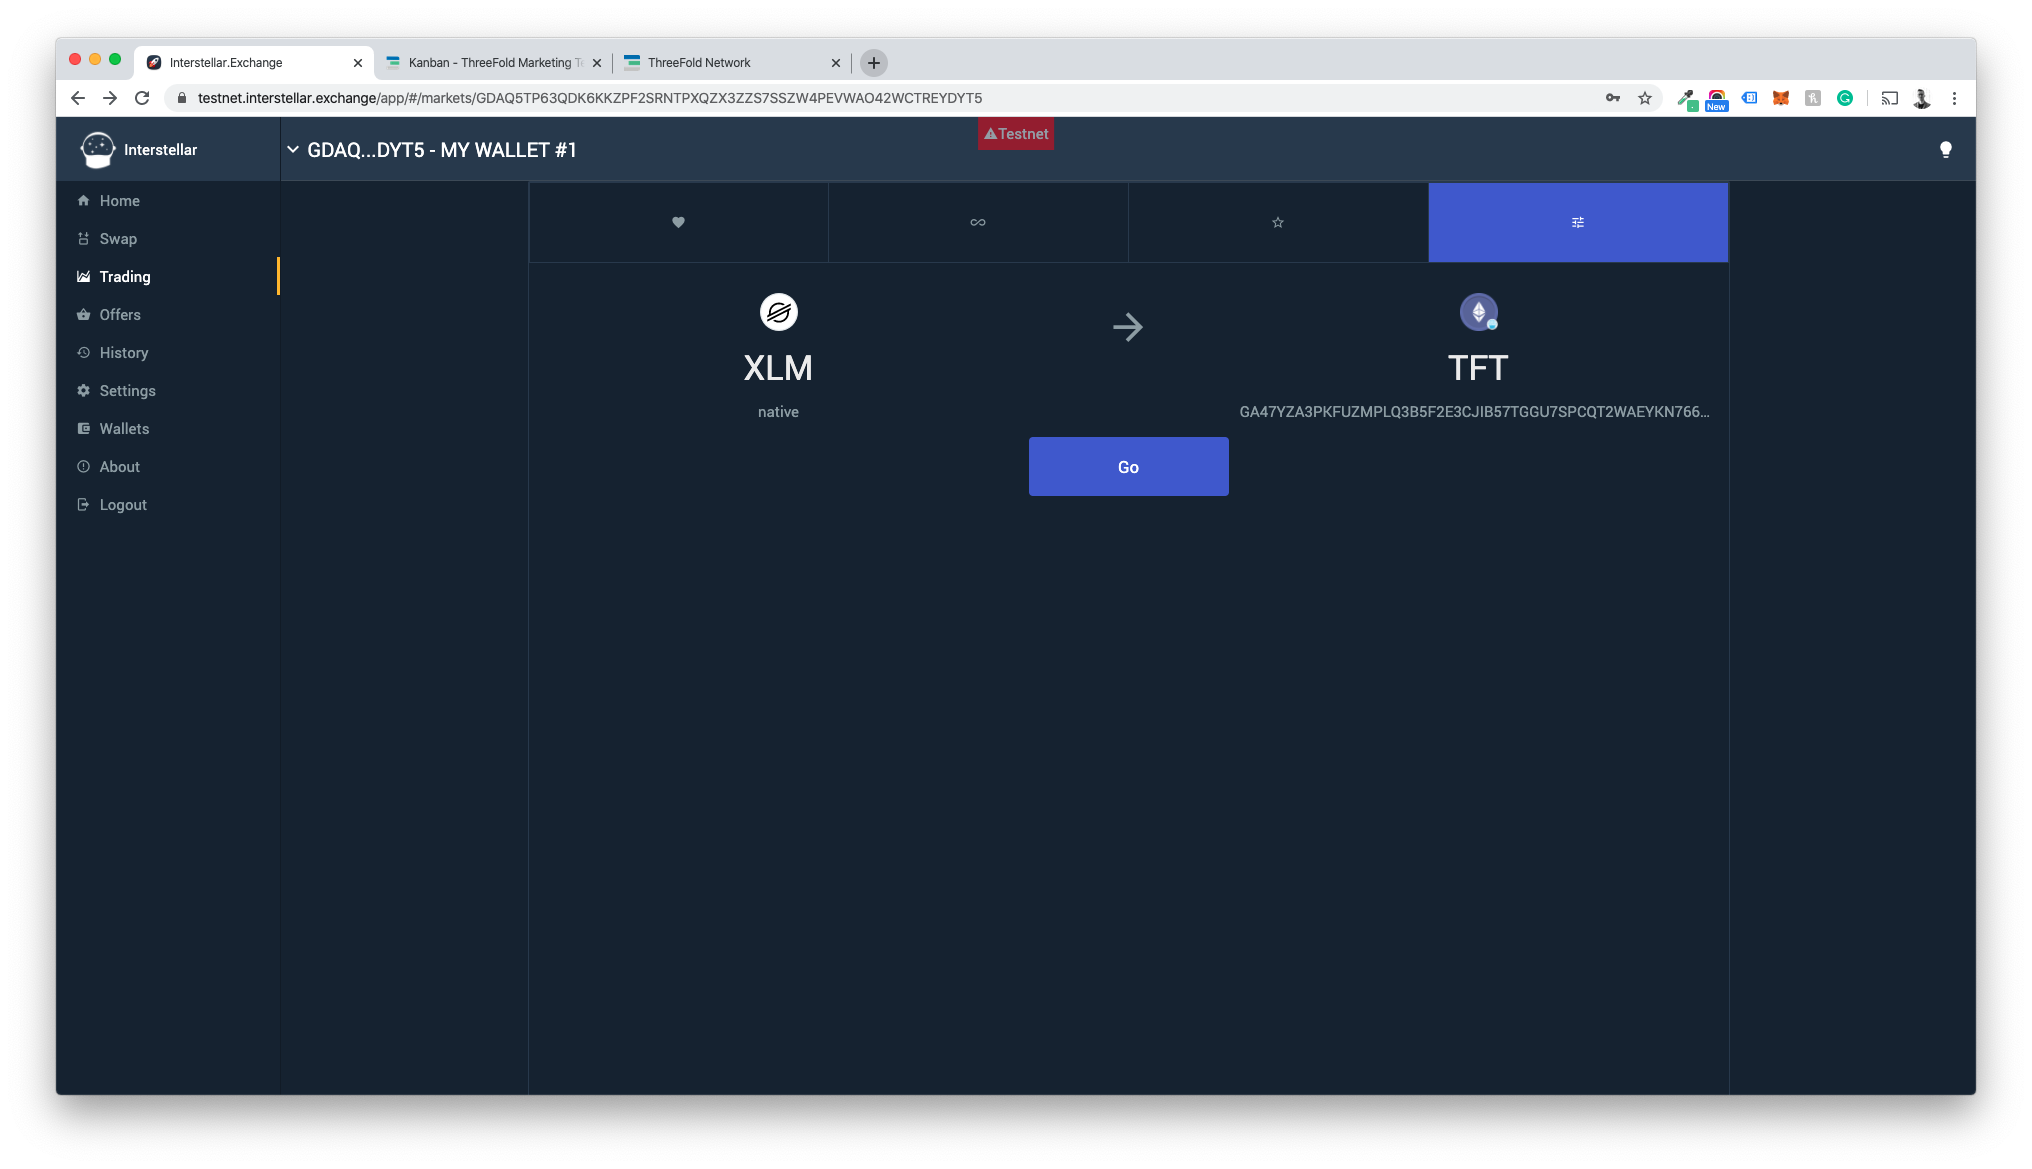 Interstellar.Exchange
Kanban - ThreeFold Marketing
ThreeFold Network
testnet.interstellar.exchange/app/#/markets/GDAQ5TP63QDK6KKZPF2SRNTPXQZX3ZZS7SSZW4PEVWAO42WCTREYDYT5
New
Interstellar
GDAQ...DYT5 - MY WALLET #1
Testnet
Home
Swap
Trading
Offers
History
Settings
Wallets
About
Logout
XLM
native
TFT
GA47YZA3PKFUZMPLQ3B5F2E3CJIB57TGGU7SPCQT2WAEYKN766...
Go